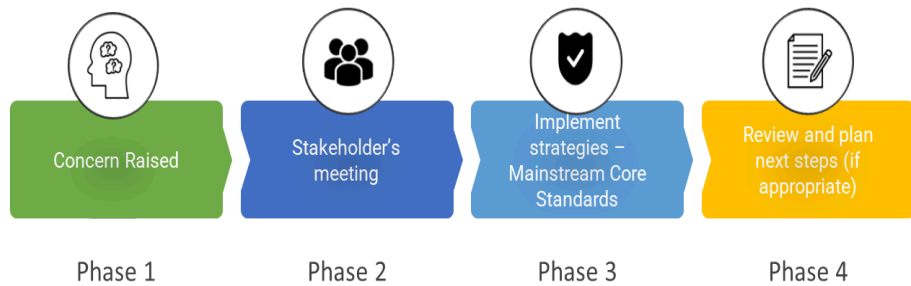 Concern Raised
Stakeholder's
meeting
Implement
strategies –
Mainstream Core
Standards
Review and plan
next steps (if
appropriate)
Phase 1
Phase 2
Phase 3
Phase 4